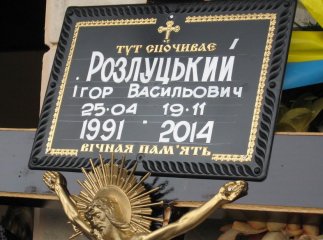 ТУТ СПОЧИВАЄ
РОЗЛУЦЬКИЙ
ІГОР ВАСИЛЬОВИЧ
25.04 19.11
1991 - 2014
ВІЧНАЯ ПАМ'ЯТЬ